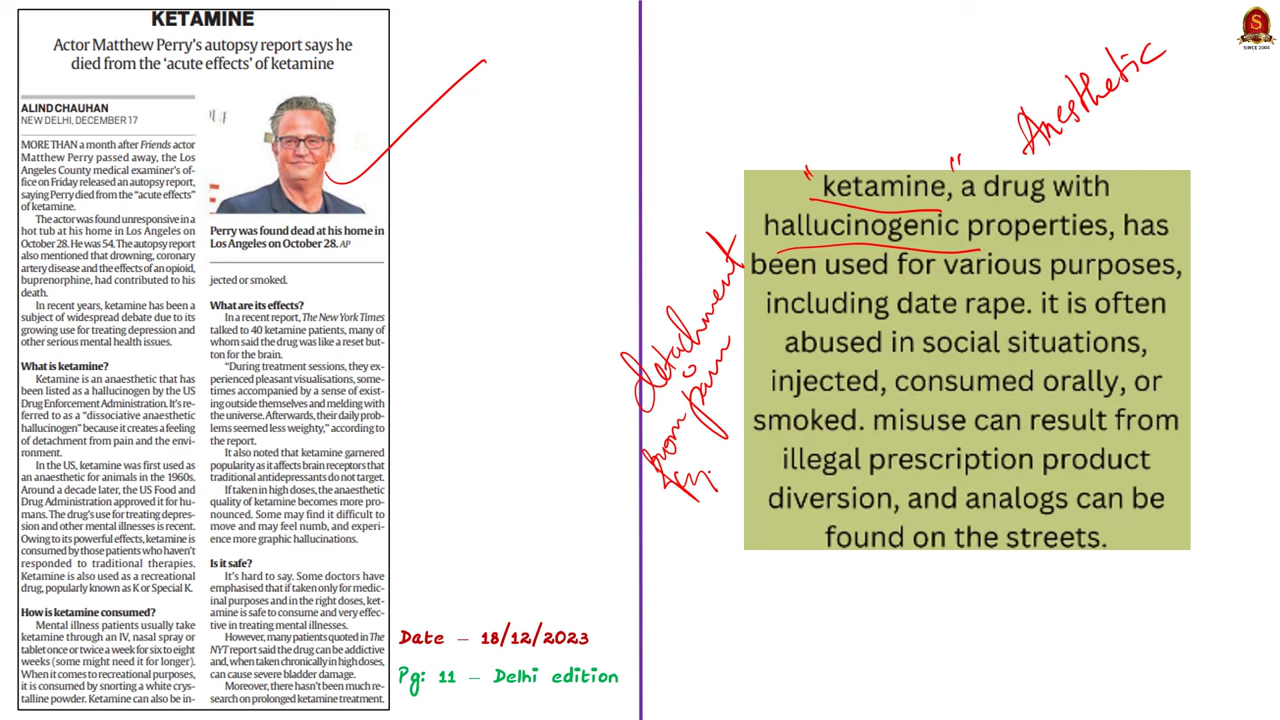 KETAMINE
Actor Matthew Perry's autopsy report says he
died from the 'acute effects' of ketamine
ALIND CHAUHAN
NEW DELHI, DECEMBER 17
MORE THAN a month after Friends actor
Matthew Perry passed away, the Los
Angeles County medical examiner's of-
fice on Friday released an autopsy report,
saying Perry died from the "acute effects"
of ketamine.
The actor was found unresponsive in a
hot tub at his home in Los Angeles on
October 28. He was 54. The autopsy report
also mentioned that drowning, coronary
artery disease and the effects of an opioid,
buprenorphine, had contributed to his
death.
In recent years, ketamine has been a
subject of widespread debate due to its
growing use for treating depression and
other serious mental health issues.
What is ketamine?
Ketamine is an anaesthetic that has
been listed as a hallucinogen by the US
Drug Enforcement Administration. It's re-
ferred to as a "dissociative anaesthetic
hallucinogen" because it creates a feeling
of detachment from pain and the envi-
ronment.
In the US, ketamine was first used as
an anaesthetic for animals in the 1960s.
Around a decade later, the US Food and
Drug Administration approved it for hu-
mans. The drug's use for treating depres-
sion and other mental illnesses is recent.
Owing to its powerful effects, ketamine is
consumed by those patients who haven't
responded to traditional therapies.
Ketamine is also used as a recreational
drug, popularly known as K or Special K.
How is ketamine consumed?
Mental illness patients usually take
ketamine through an IV, nasal spray or
tablet once or twice a week for six to eight
weeks (some might need it for longer).
When it comes to recreational purposes,
it is consumed by snorting a white crys-
talline powder. Ketamine can also be in-
Perry was found dead at his home in
Los Angeles on October 28. AP
jected or smoked.
What are its effects?
In a recent report, The New York Times
talked to 40 ketamine patients, many of
whom said the drug was like a reset but-
ton for the brain.
"During treatment sessions, they ex-
perienced pleasant visualisations, some-
times accompanied by a sense of existing
outside themselves and melding with
the universe. Afterwards, their daily prob-
lems seemed less weighty," according to
the report.
It also noted that ketamine garnered
popularity as it affects brain receptors that
traditional antidepressants do not target.
If taken in high doses, the anaesthetic
quality of ketamine becomes more pro-
nounced. Some may find it difficult to
move and may feel numb, and experi-
ence more graphic hallucinations.
Is it safe?
It's hard to say. Some doctors have
emphasised that if taken only for medic-
inal purposes and in the right doses, ket-
amine is safe to consume and very effec-
tive in treating mental illnesses.
However, many patients quoted in The
NYT report said the drug can be addictive
and, when taken chronically in high doses,
can cause severe bladder damage.
Moreover, there hasn't been much re-
search on prolonged ketamine treatment.
Date – 18/12/2023
Pg: 11 – Delhi edition
S
SINCE 2004
Anesthetic
"ketamine," a drug with
hallucinogenic properties, has
been used for various purposes,
including date rape. it is often
abused in social situations,
injected, consumed orally, or
smoked. misuse can result from
illegal prescription product
diversion, and analogs can be
found on the streets.
detachment
from pain